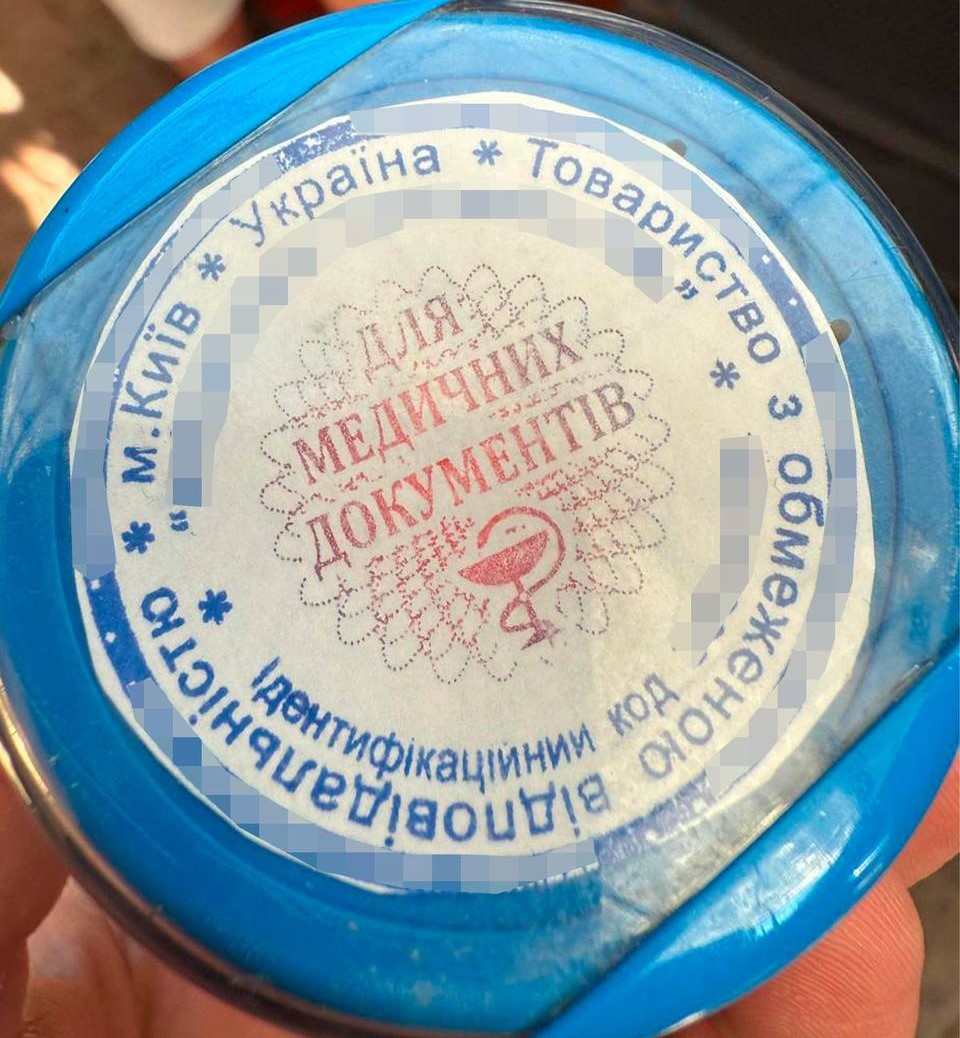 * м.Київ * Україна * Товариство з обмеженою відповідальністю
„ “ *
Ідентифікаційний код *
ДЛЯ
МЕДИЧНИХ
ДОКУМЕНТІВ